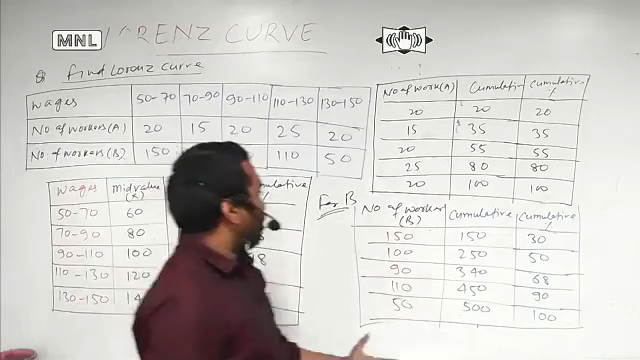 MNL
LORENZ CURVE
Find Lorenz curve
Wages 50-70 70-90 90-110 110-130 130-150
No of workers (A) 20 15 20 25 20
No of workers (B) 150 110 50
Wages Midvalue (x) %
50-70 60
70-90 80
90-110 100 18
110-130 120
130-150
No of work(A) Cumulative Cumulative %
20 20 20
15 35 35
20 55 55
25 80 80
20 100 100
For B
No of worker (B) Cumulative Cumulative %
150 150 30
100 250 50
90 340 68
110 450 90
50 500 100